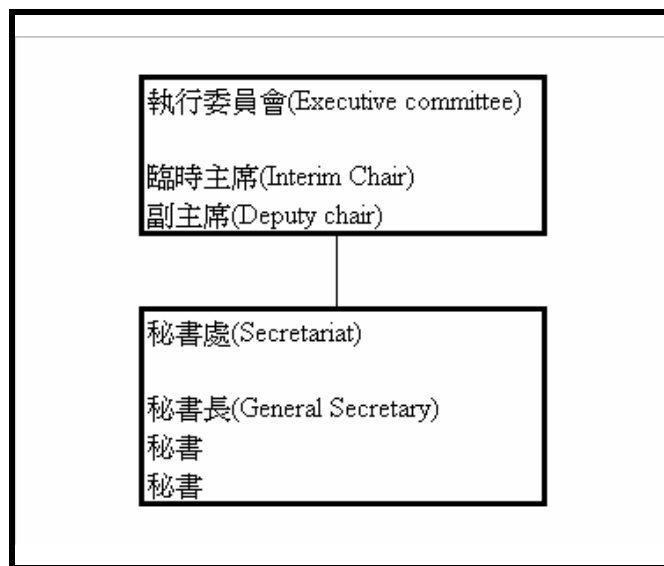 執行委員會(Executive committee)
臨時主席(Interim Chair)
副主席(Deputy chair)
秘書處(Secretariat)
秘書長(General Secretary)
秘書
秘書